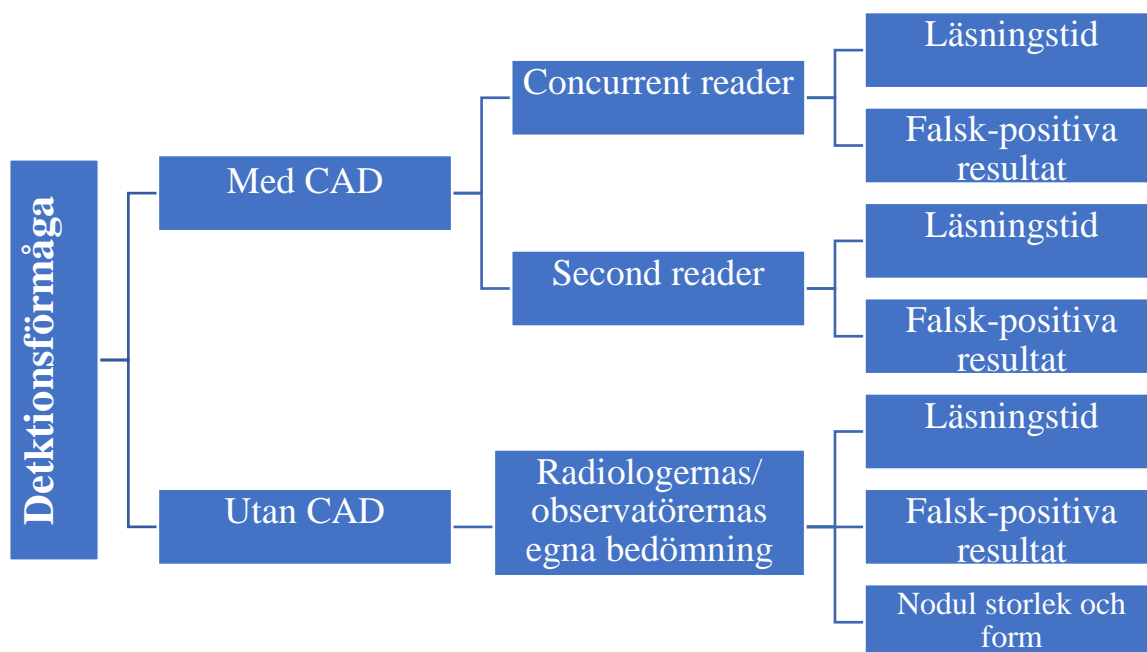 Detktionsförmåga
Med CAD
Concurrent reader
Läsningstid
Falsk-positiva
resultat
Second reader
Läsningstid
Falsk-positiva
resultat
Utan CAD
Radiologernas/
observatörernas
egna bedömning
Läsningstid
Falsk-positiva
resultat
Nodul storlek och
form